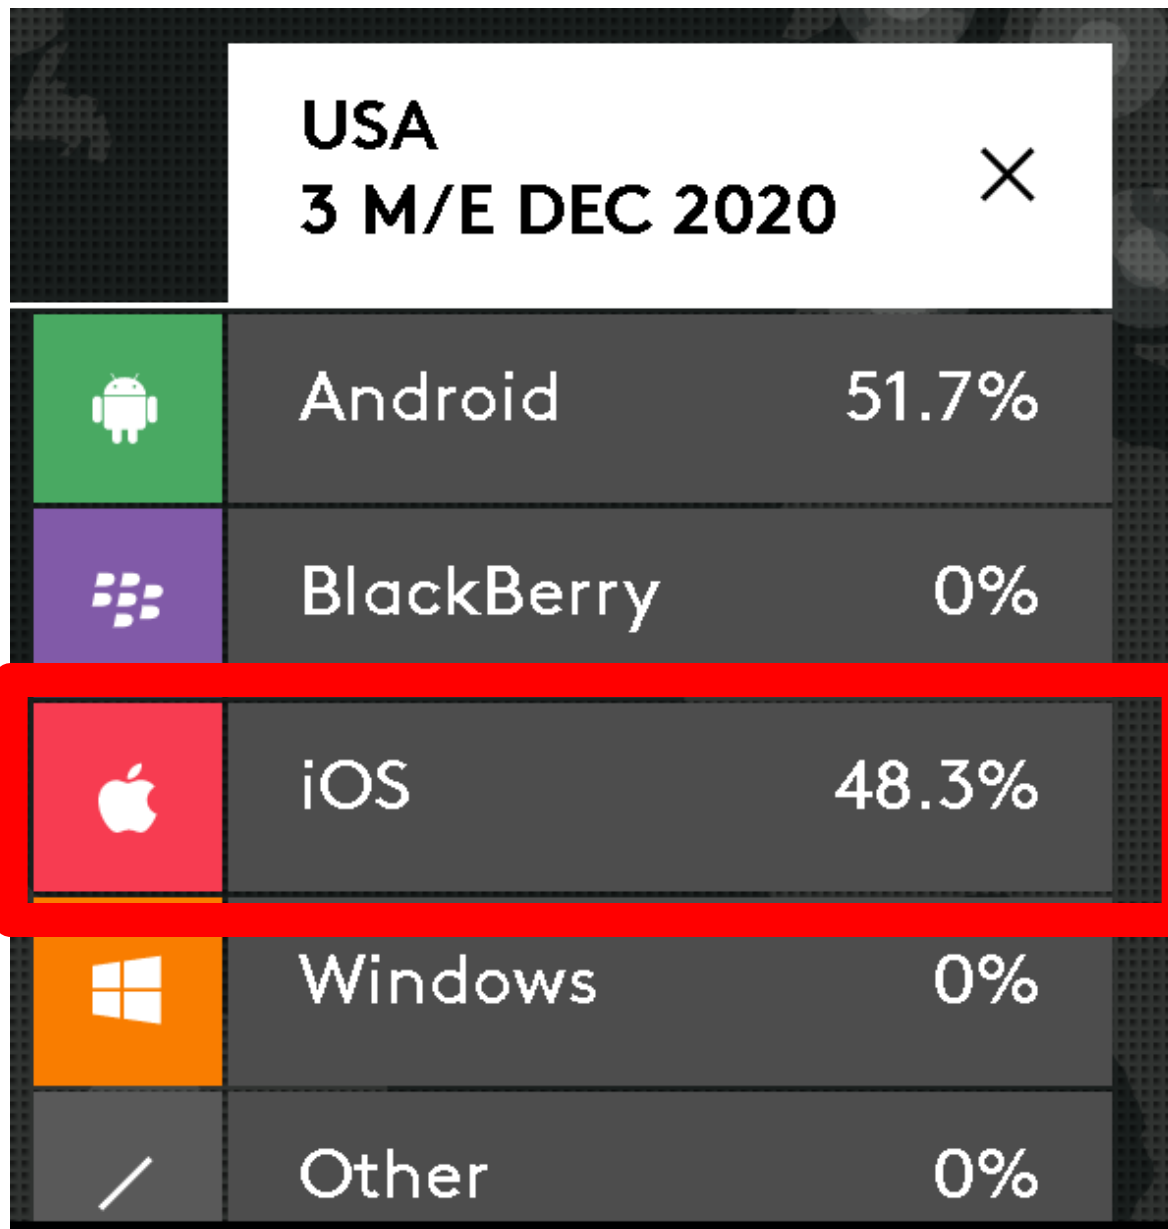 USA
3 M/E DEC 2020
Android 51.7%
BlackBerry 0%
iOS 48.3%
Windows 0%
Other 0%